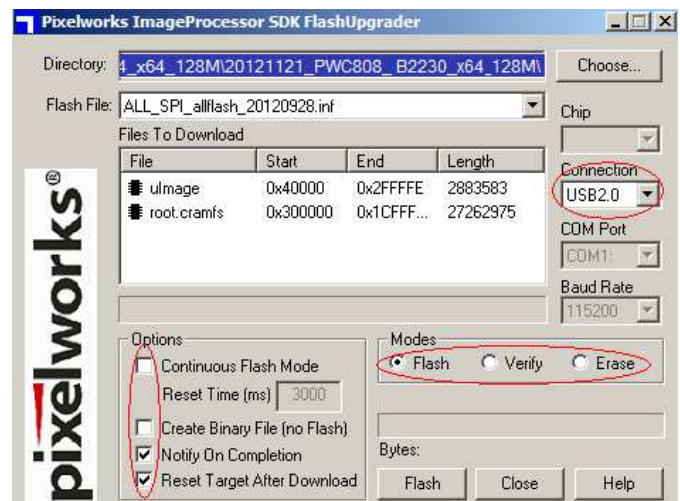 Pixelworks ImageProcessor SDK FlashUpgrader
Directory: 4_x64_128M\20121121_PWC808_ B2230_x64_128M\ Choose...
Flash File: ALL_SPI_allflash_20120928.inf
Chip
Files To Download
File Start End Length
uImage 0x40000 0x2FFFFE 2883583
root.cramfs 0x300000 0x1CFFF... 27262975
Connection
USB2.0
COM Port
COM1:
Baud Rate
115200
Options
Continuous Flash Mode
Reset Time (ms) 3000
Create Binary File (no Flash)
Notify On Completion
Reset Target After Download
Modes
Flash Verify Erase
Bytes:
Flash Close Help
pixelworks®